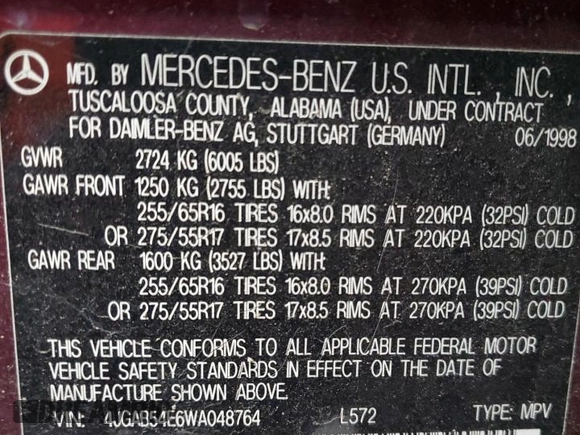 MFD. BY MERCEDES-BENZ U.S. INTL., INC.,
TUSCALOOSA COUNTY, ALABAMA (USA), UNDER CONTRACT
FOR DAIMLER-BENZ AG, STUTTGART (GERMANY) 06/1998
GVWR 2724 KG (6005 LBS)
GAWR FRONT 1250 KG (2755 LBS) WITH:
255/65R16 TIRES 16x8.0 RIMS AT 220KPA (32PSI) COLD
OR 275/55R17 TIRES 17x8.5 RIMS AT 220KPA (32PSI) COLD
GAWR REAR 1600 KG (3527 LBS) WITH:
255/65R16 TIRES 16x8.0 RIMS AT 270KPA (39PSI) COLD
OR 275/55R17 TIRES 17x8.5 RIMS AT 270KPA (39PSI) COLD
THIS VEHICLE CONFORMS TO ALL APPLICABLE FEDERAL MOTOR
VEHICLE SAFETY STANDARDS IN EFFECT ON THE DATE OF
MANUFACTURE SHOWN ABOVE.
VIN: 4JGAB54E6WA048764 L572 TYPE: MPV